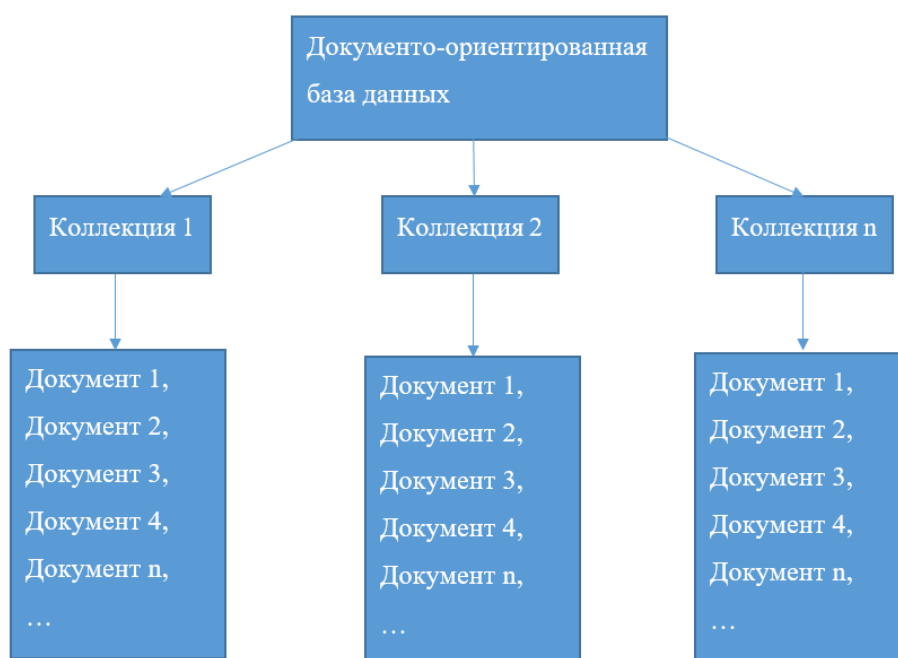 Документо-ориентированная
база данных
Коллекция 1
Коллекция 2
Коллекция n
Документ 1,
Документ 2,
Документ 3,
Документ 4,
Документ n,
…
Документ 1,
Документ 2,
Документ 3,
Документ 4,
Документ n,
…
Документ 1,
Документ 2,
Документ 3,
Документ 4,
Документ n,
…